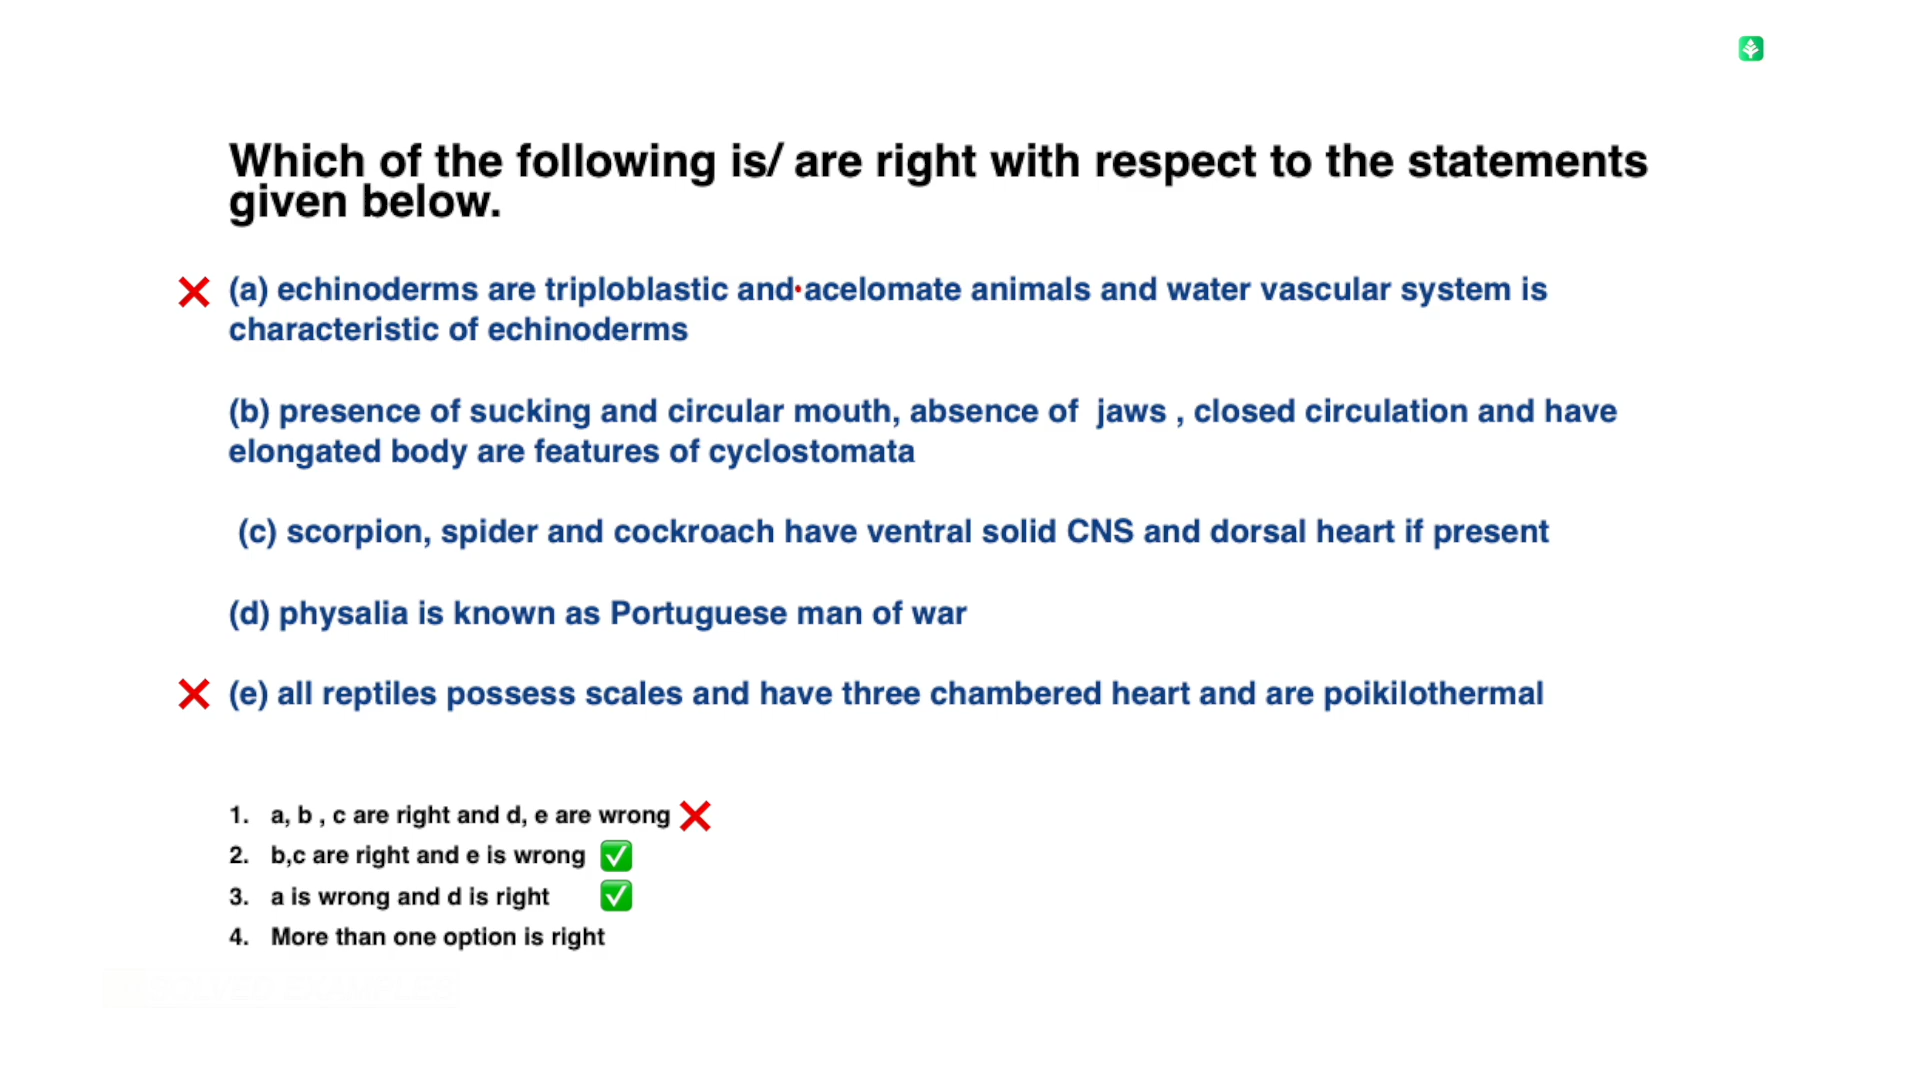 Which of the following is/ are right with respect to the statements
given below.
(a) echinoderms are triploblastic and acelomate animals and water vascular system is
characteristic of echinoderms
(b) presence of sucking and circular mouth, absence of  jaws , closed circulation and have
elongated body are features of cyclostomata
(c) scorpion, spider and cockroach have ventral solid CNS and dorsal heart if present
(d) physalia is known as Portuguese man of war
(e) all reptiles possess scales and have three chambered heart and are poikilothermal
1. a, b , c are right and d, e are wrong
2. b,c are right and e is wrong
3. a is wrong and d is right
4. More than one option is right